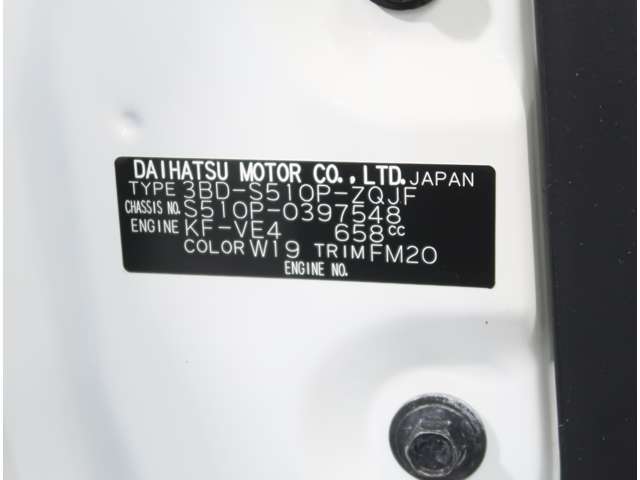 DAIHATSU MOTOR CO.,LTD. JAPAN
TYPE 3BD-S510P-ZQJF
CHASSIS NO. S510P-0397548
ENGINE KF-VE4 658cc
COLOR W19 TRIM FM20
ENGINE NO.